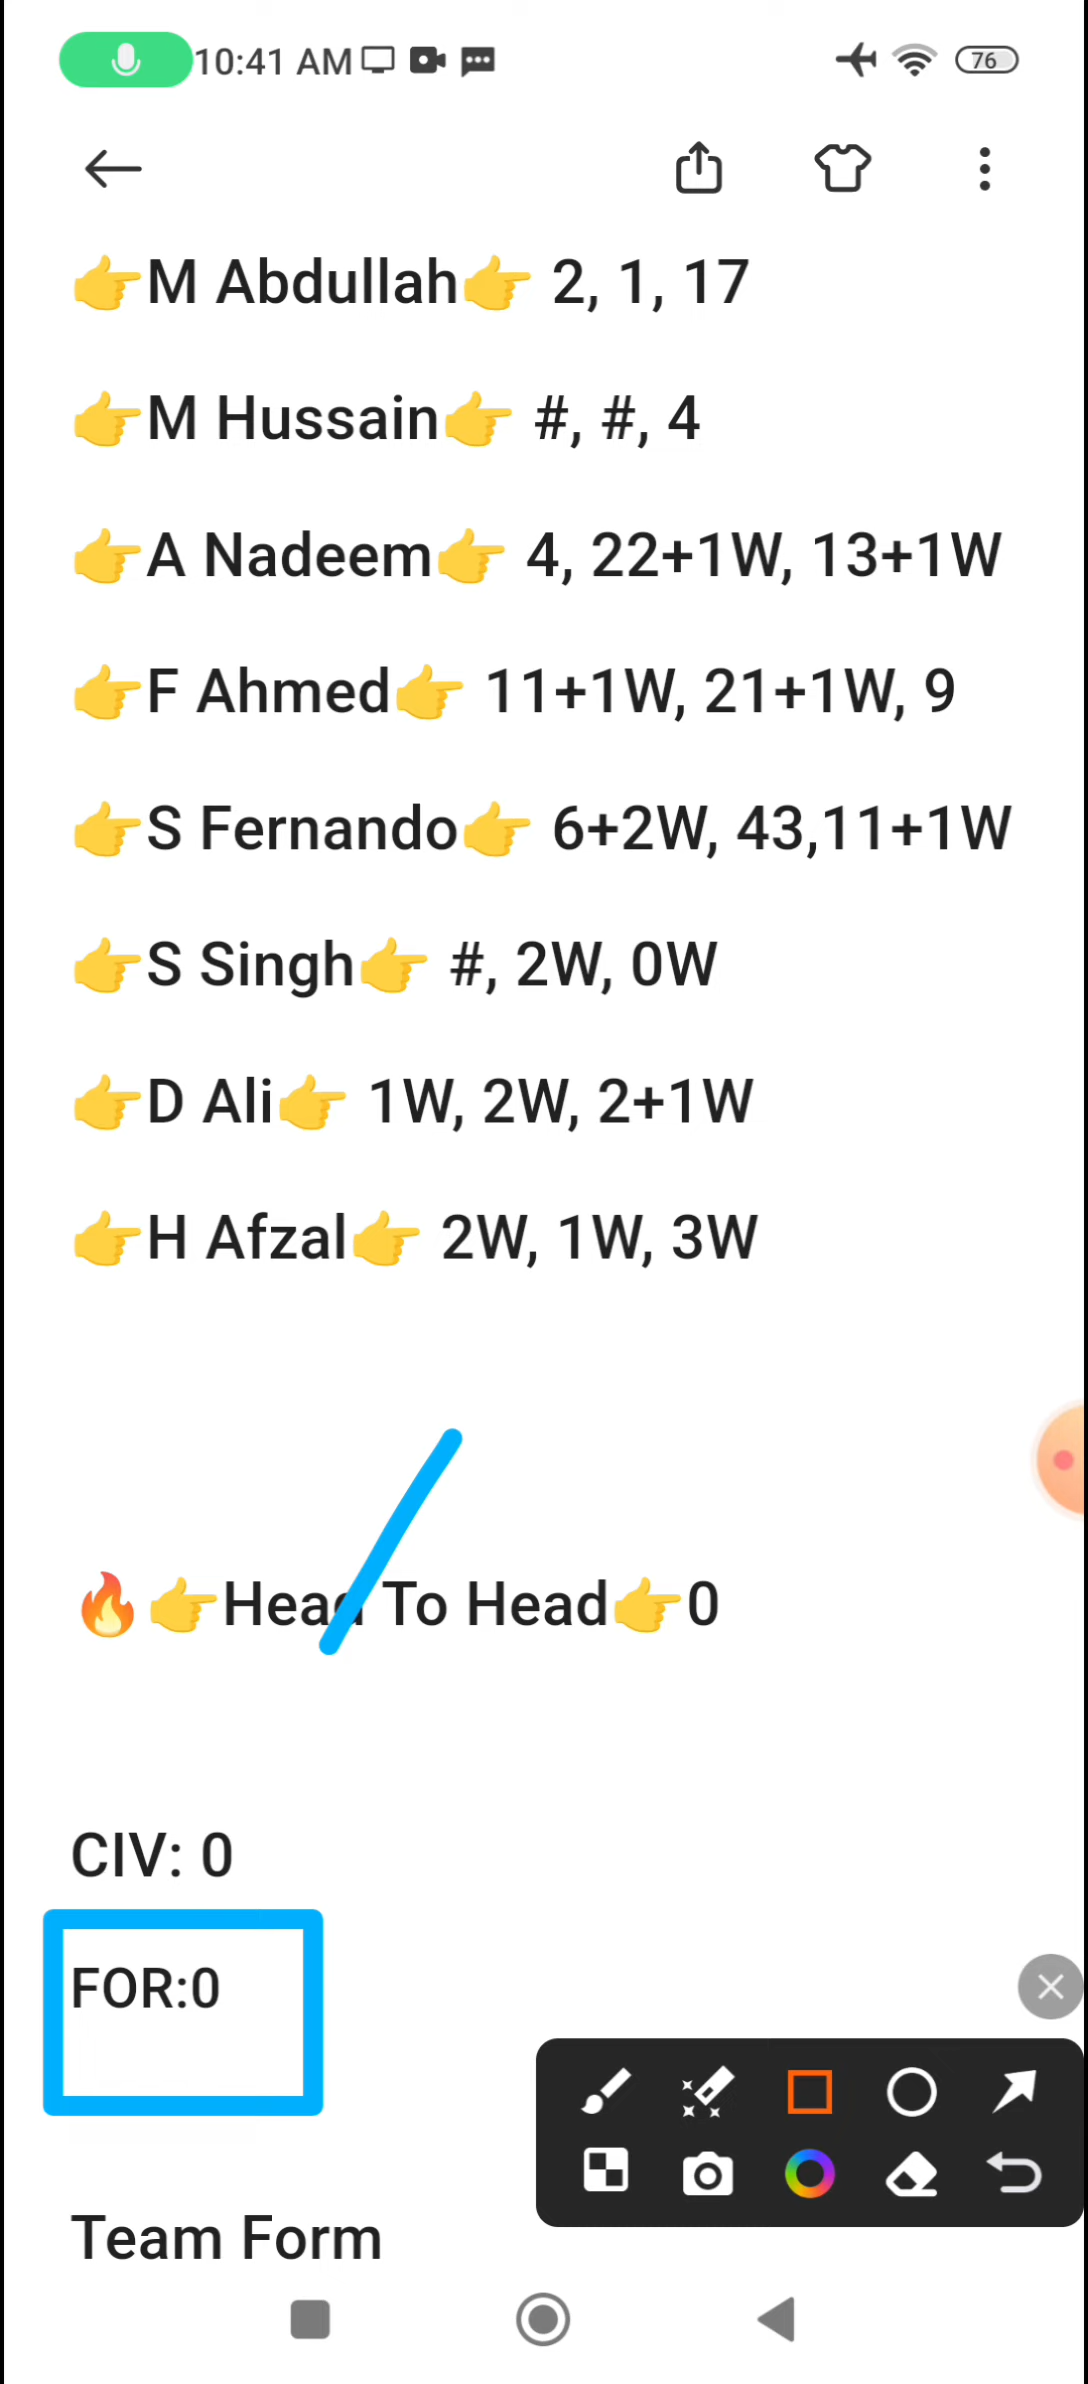 10:41 AM 76
👉M Abdullah👉 2, 1, 17
👉M Hussain👉 #, #, 4
👉A Nadeem👉 4, 22+1W, 13+1W
👉F Ahmed👉 11+1W, 21+1W, 9
👉S Fernando👉 6+2W, 43,11+1W
👉S Singh👉 #, 2W, 0W
👉D Ali👉 1W, 2W, 2+1W
👉H Afzal👉 2W, 1W, 3W
🔥👉Head To Head👉0
CIV: 0
FOR:0
Team Form